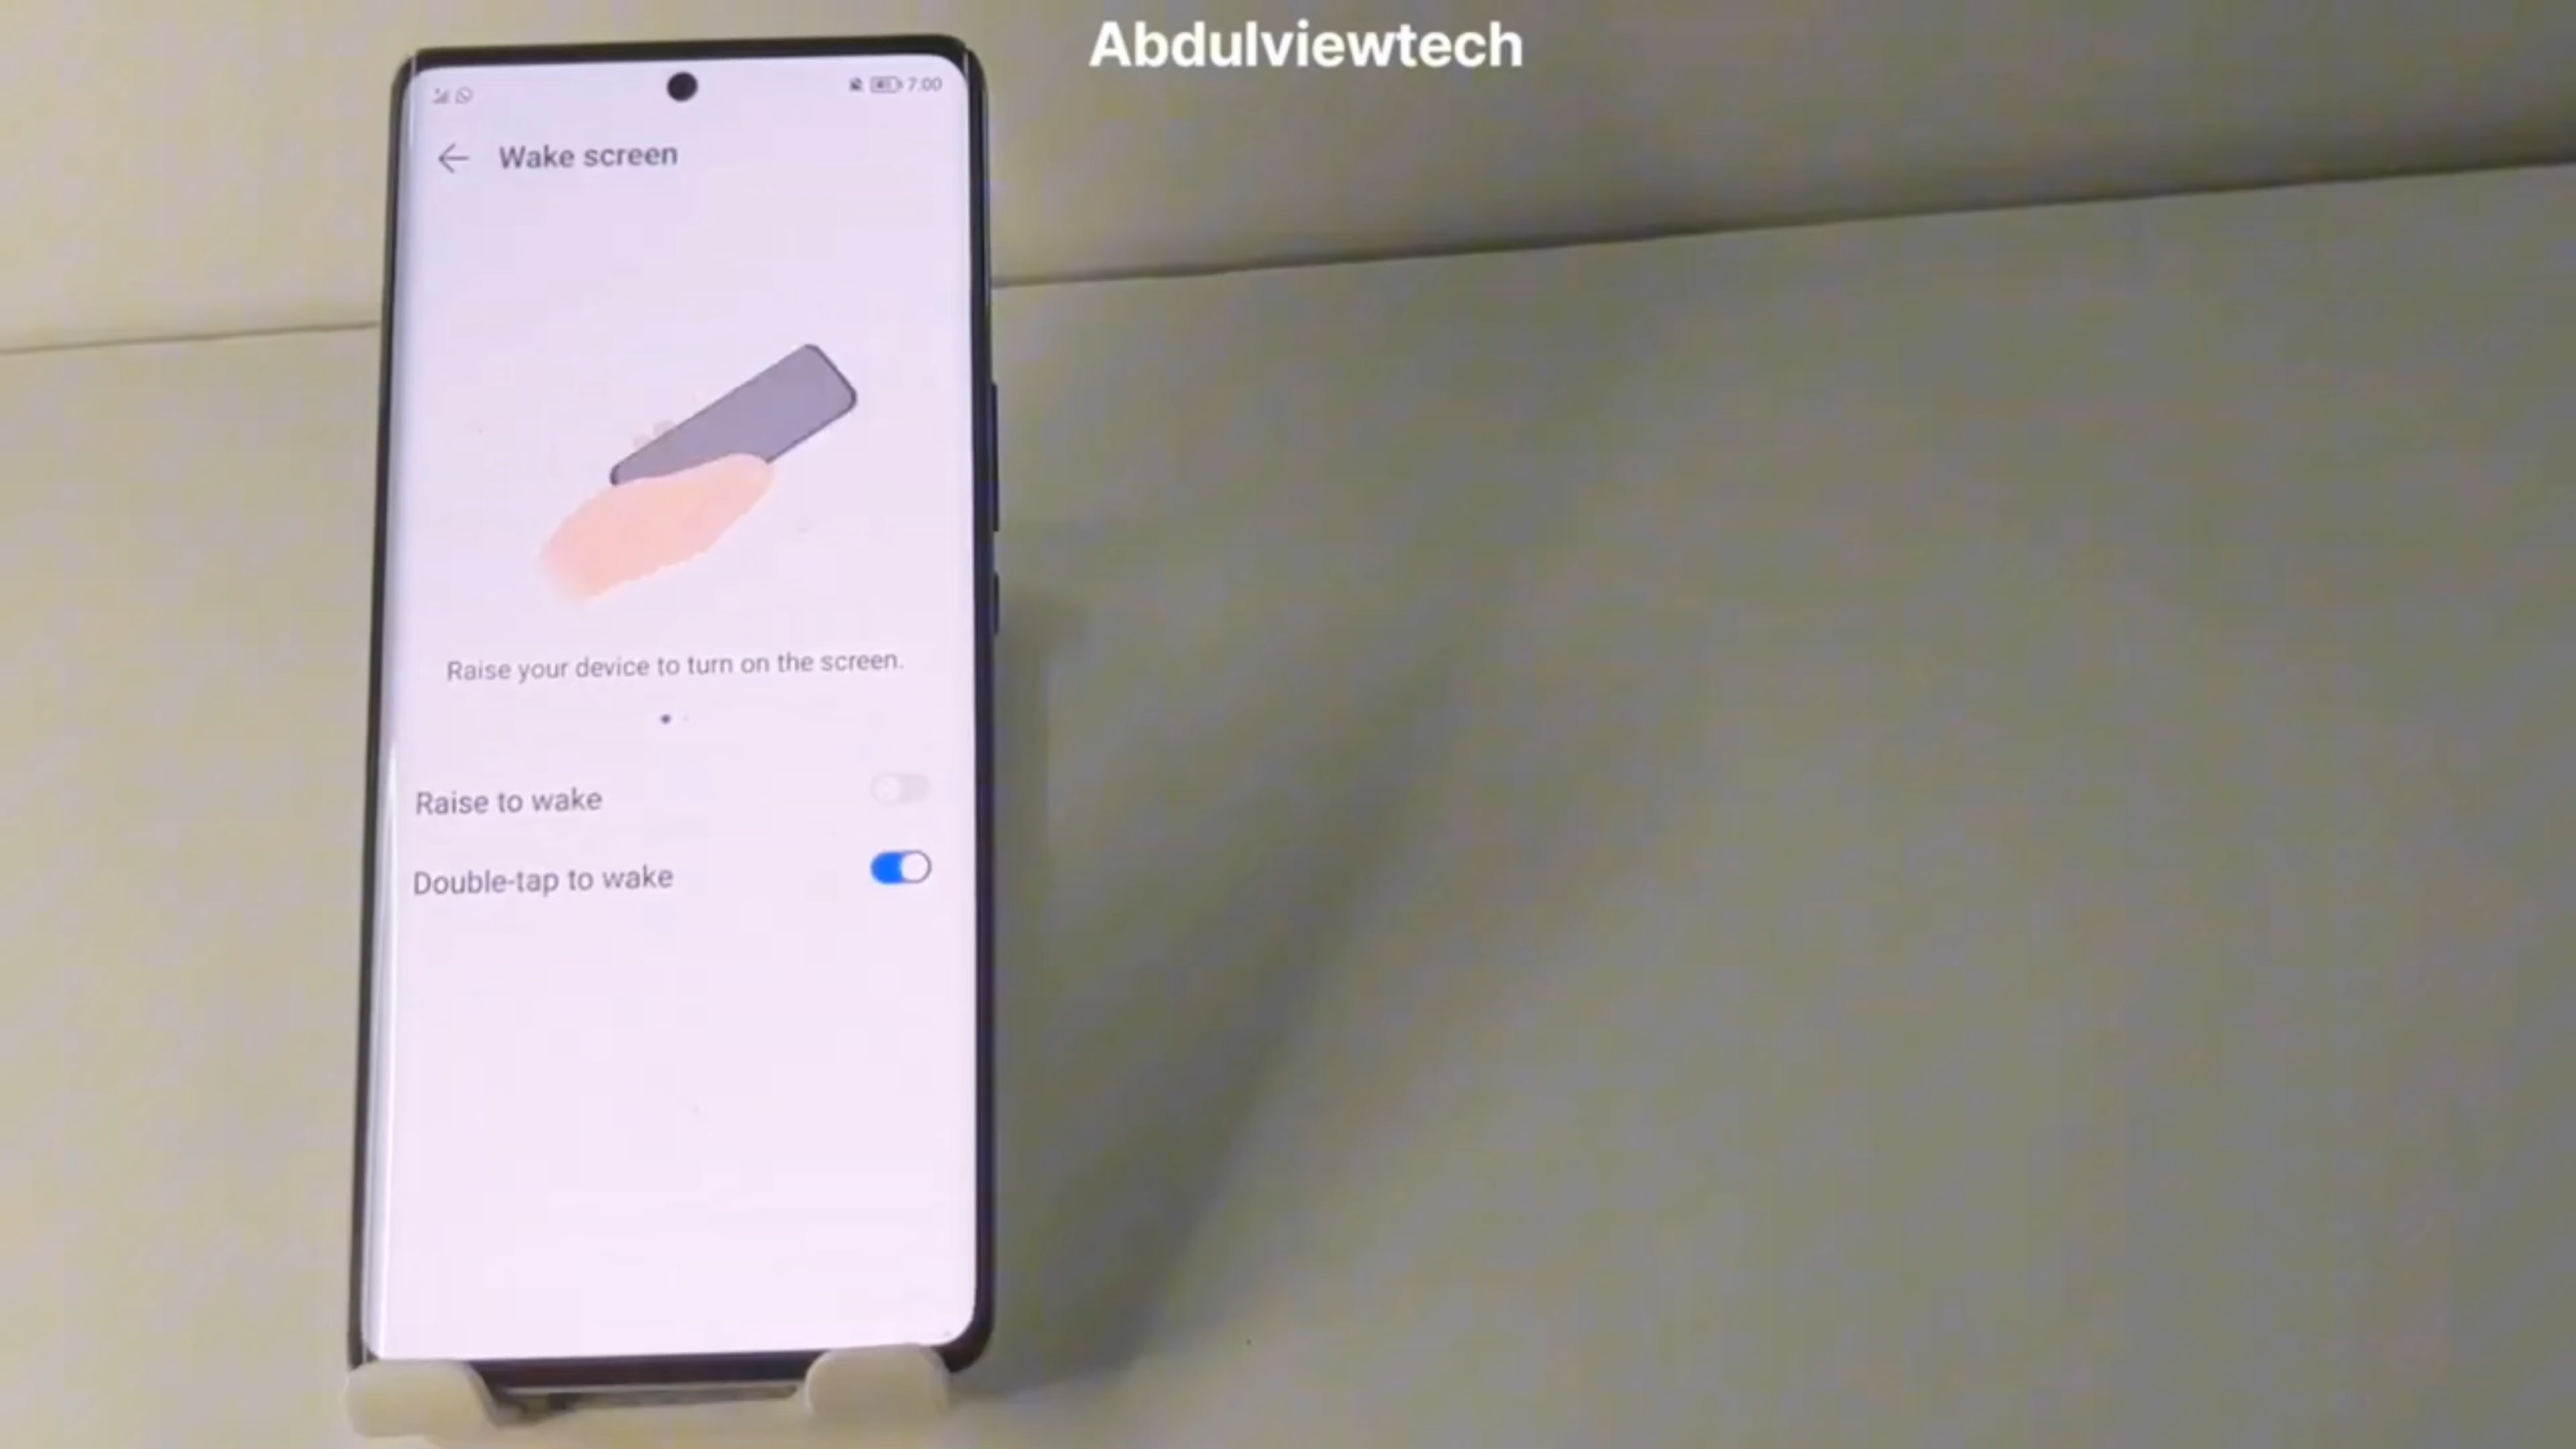 Abdulviewtech
7:00
Wake screen
Raise your device to turn on the screen.
Raise to wake
Double-tap to wake